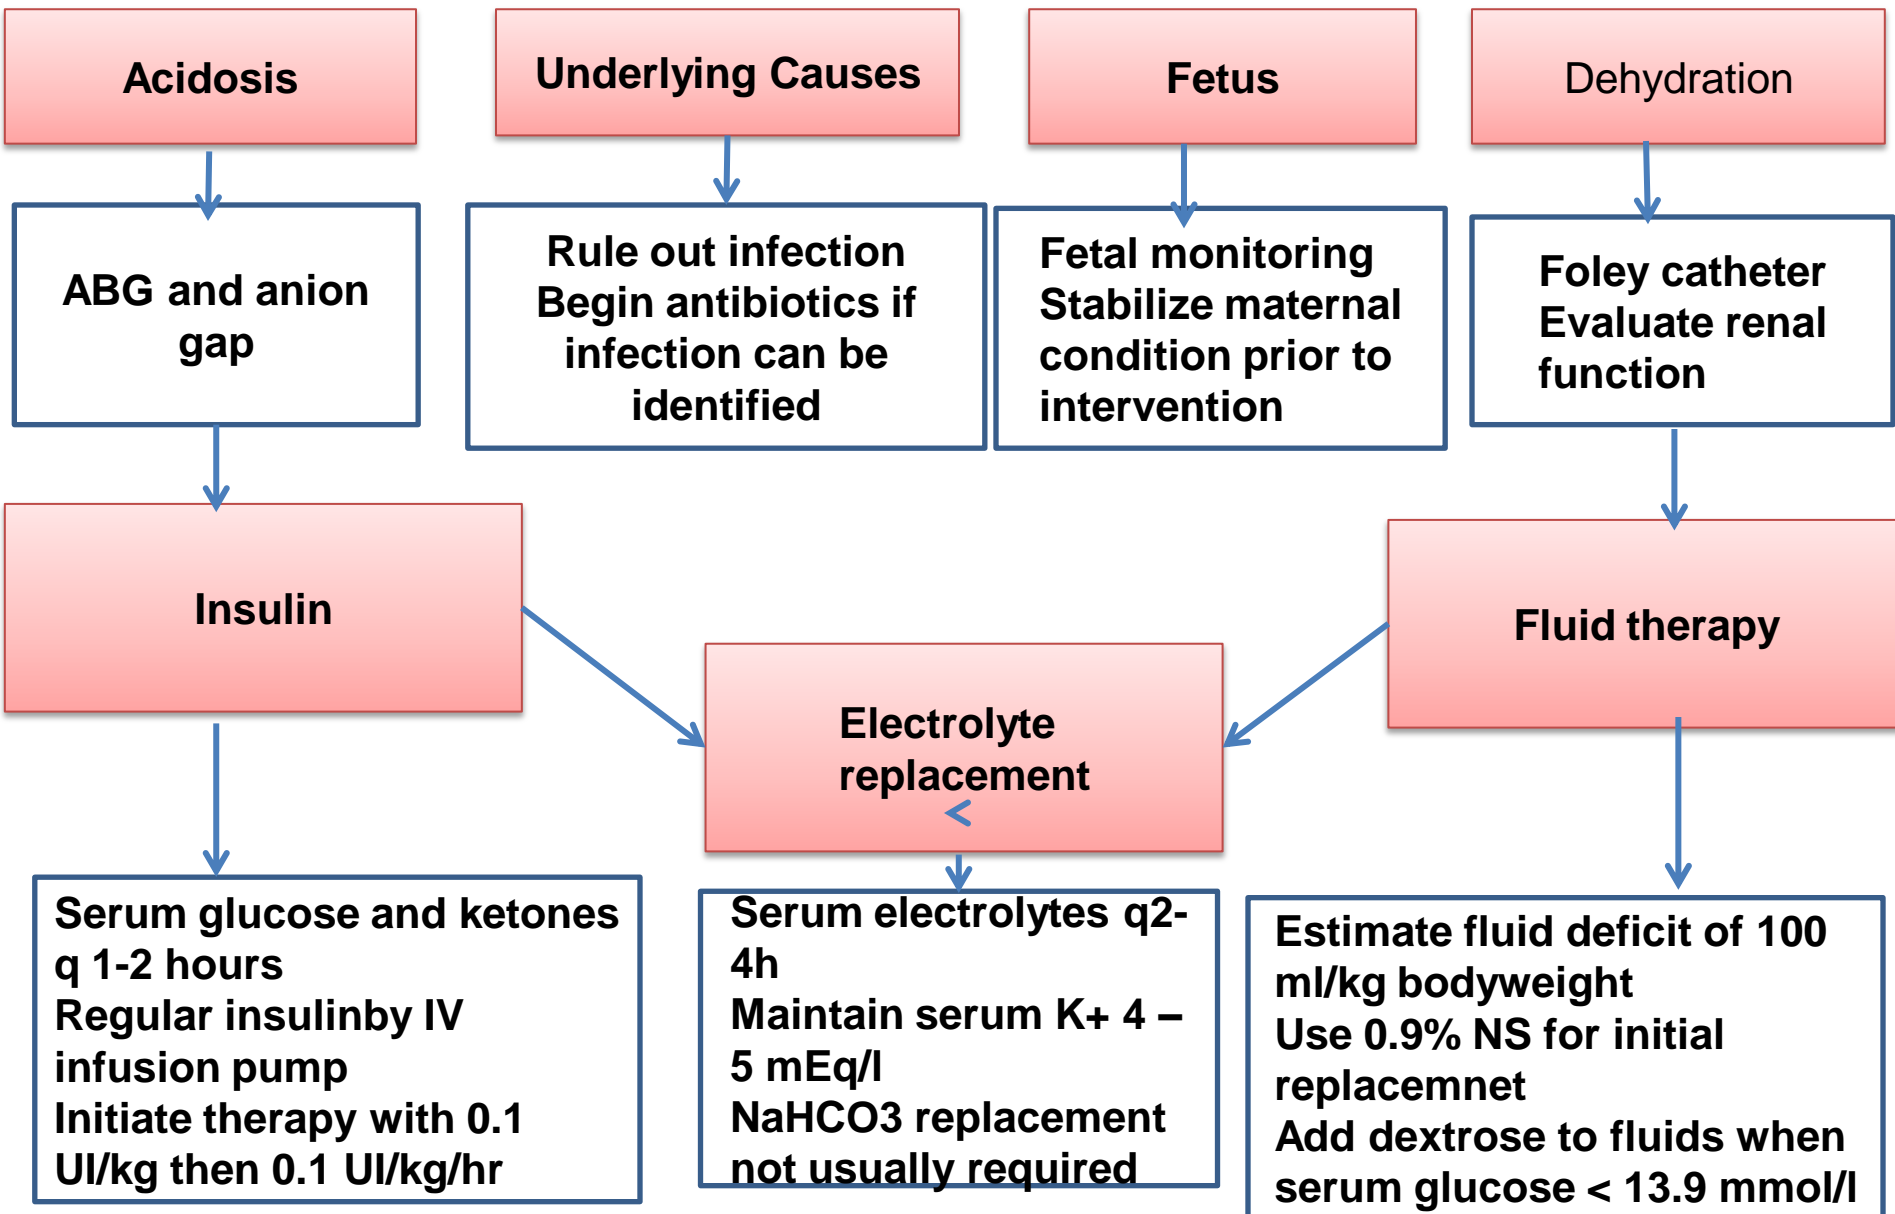 Acidosis
Underlying Causes
Fetus
Dehydration
ABG and anion
gap
Rule out infection
Begin antibiotics if
infection can be
identified
Fetal monitoring
Stabilize maternal
condition prior to
intervention
Foley catheter
Evaluate renal
function
Insulin
Electrolyte
replacement
Fluid therapy
Serum glucose and ketones
q 1-2 hours
Regular insulinby IV
infusion pump
Initiate therapy with 0.1
UI/kg then 0.1 UI/kg/hr
Serum electrolytes q2-
4h
Maintain serum K+ 4 –
5 mEq/l
NaHCO3 replacement
not usually required
Estimate fluid deficit of 100
ml/kg bodyweight
Use 0.9% NS for initial
replacemnet
Add dextrose to fluids when
serum glucose < 13.9 mmol/l